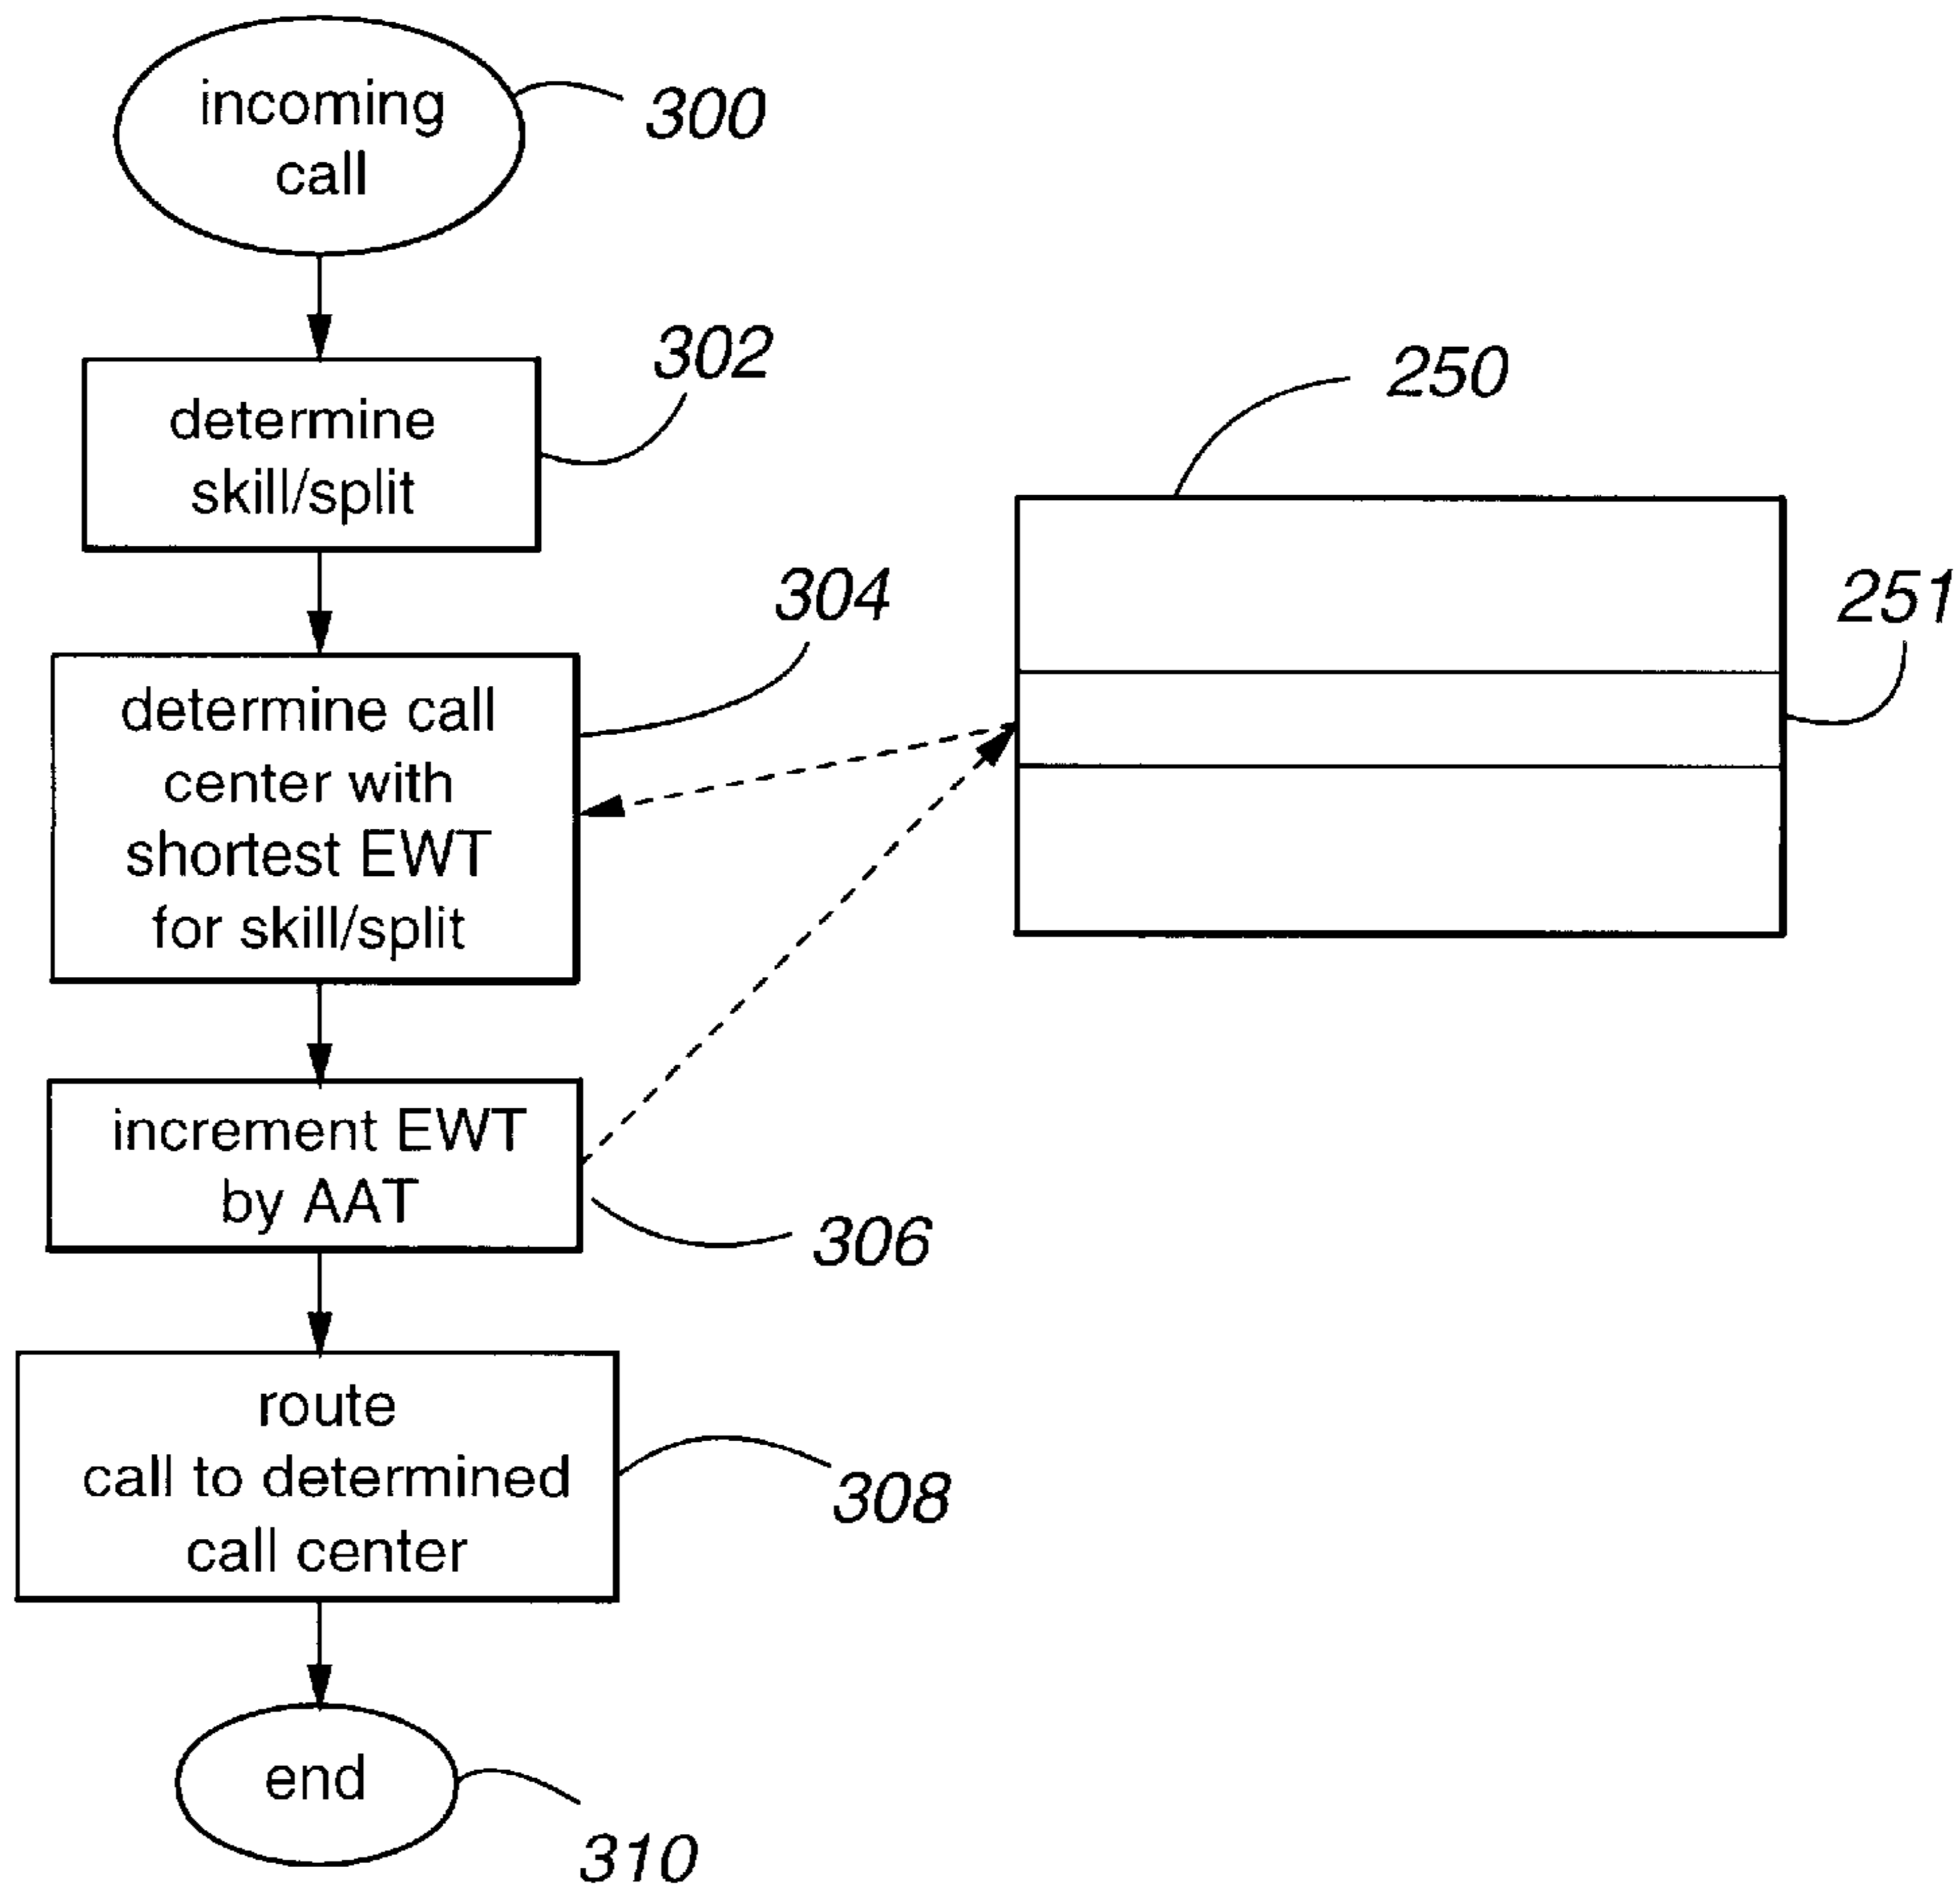 incoming
call
300
determine
skill/split
302
250
251
determine call
center with
shortest EWT
for skill/split
304
increment EWT
by AAT
306
route
call to determined
call center
308
end
310